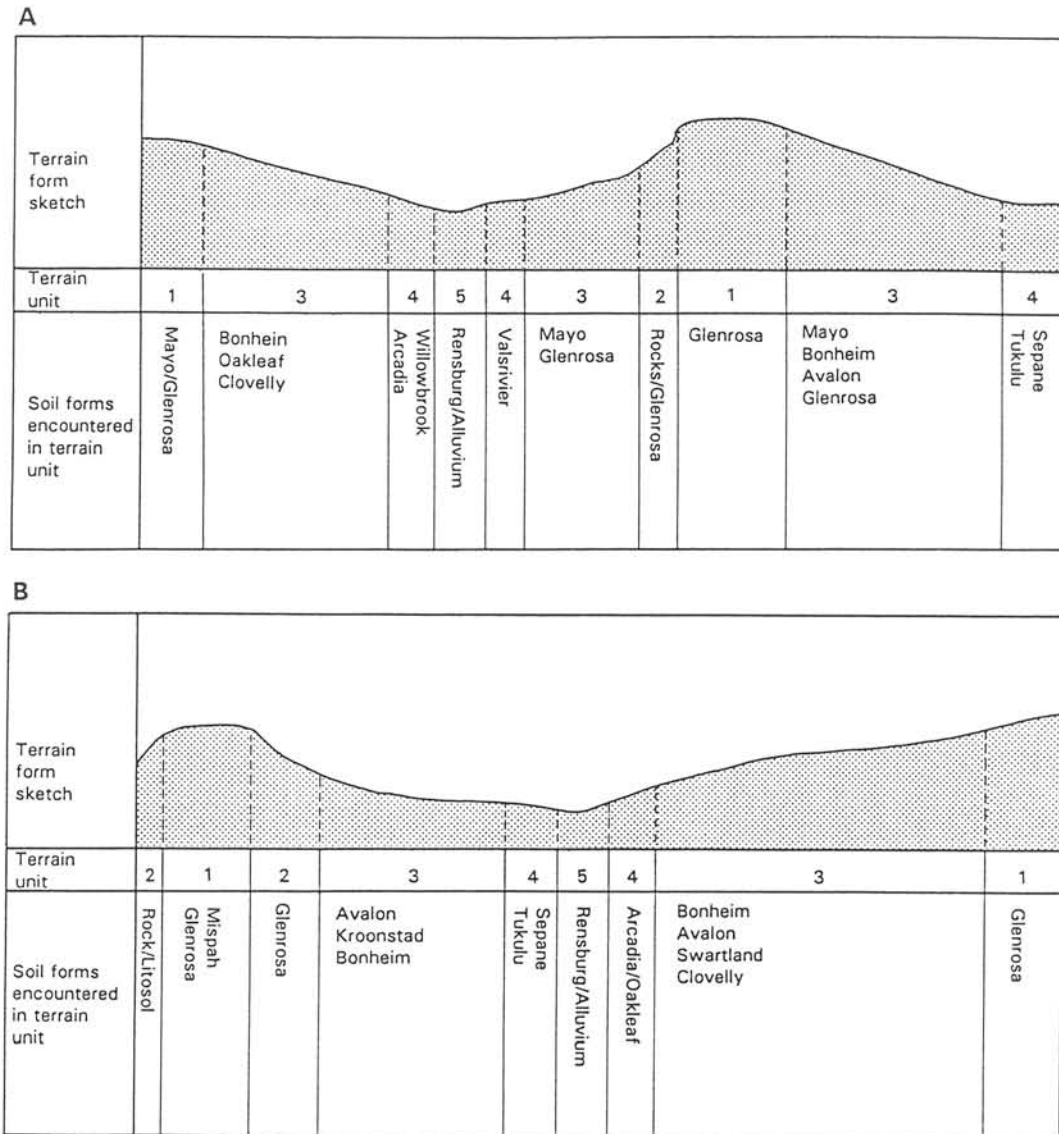 A
Terrain
form
sketch
Terrain
unit
1
3
4
5
4
3
2
1
3
4
Soil forms
encountered
in terrain
unit
Mayo/Glenrosa
Bonhein
Oakleaf
Clovelly
Willowbrook
Arcadia
Rensburg/Alluvium
Valsrivier
Mayo
Glenrosa
Rocks/Glenrosa
Glenrosa
Mayo
Bonheim
Avalon
Glenrosa
Sepane
Tukulu
B
Terrain
form
sketch
Terrain
unit
2
1
2
3
4
5
4
3
1
Soil forms
encountered
in terrain
unit
Rock/Litosol
Mispah
Glenrosa
Glenrosa
Avalon
Kroonstad
Bonheim
Sepane
Tukulu
Rensburg/Alluvium
Arcadia/Oakleaf
Bonheim
Avalon
Swartland
Clovelly
Glenrosa